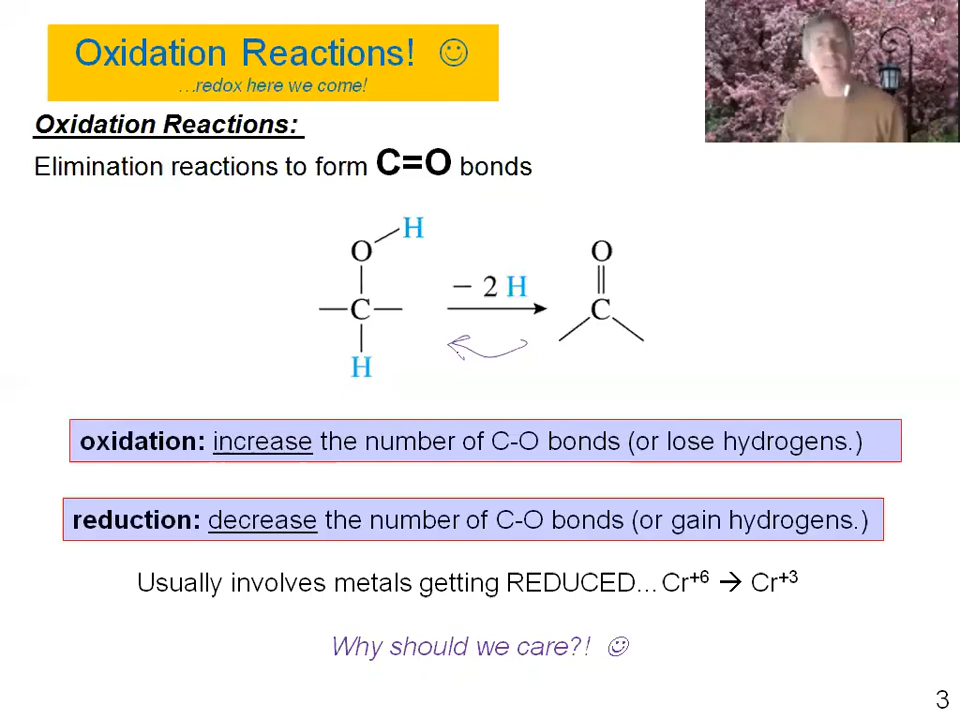 Oxidation Reactions! ☺
...redox here we come!
Oxidation Reactions:
Elimination reactions to form C=O bonds
O H
– 2 H
C
H
O
C
oxidation: increase the number of C-O bonds (or lose hydrogens.)
reduction: decrease the number of C-O bonds (or gain hydrogens.)
Usually involves metals getting REDUCED... Cr+6 → Cr+3
Why should we care?! ☺
3